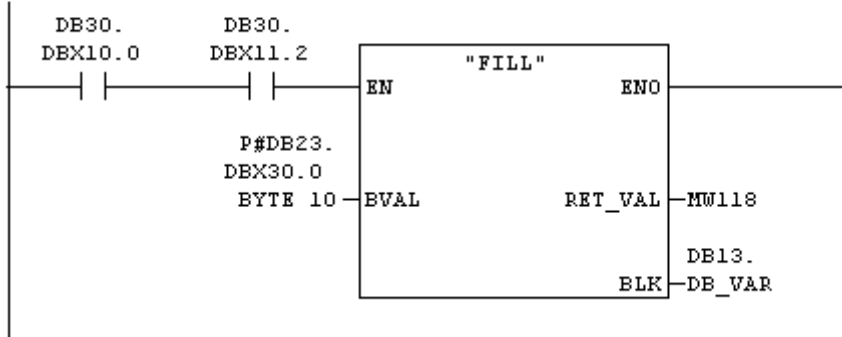 DB30. DB30.
DBX10.0 DBX11.2
"FILL"
EN ENO
P#DB23.
DBX30.0
BYTE 10 BVAL RET_VAL MW118
DB13.
BLK DB_VAR